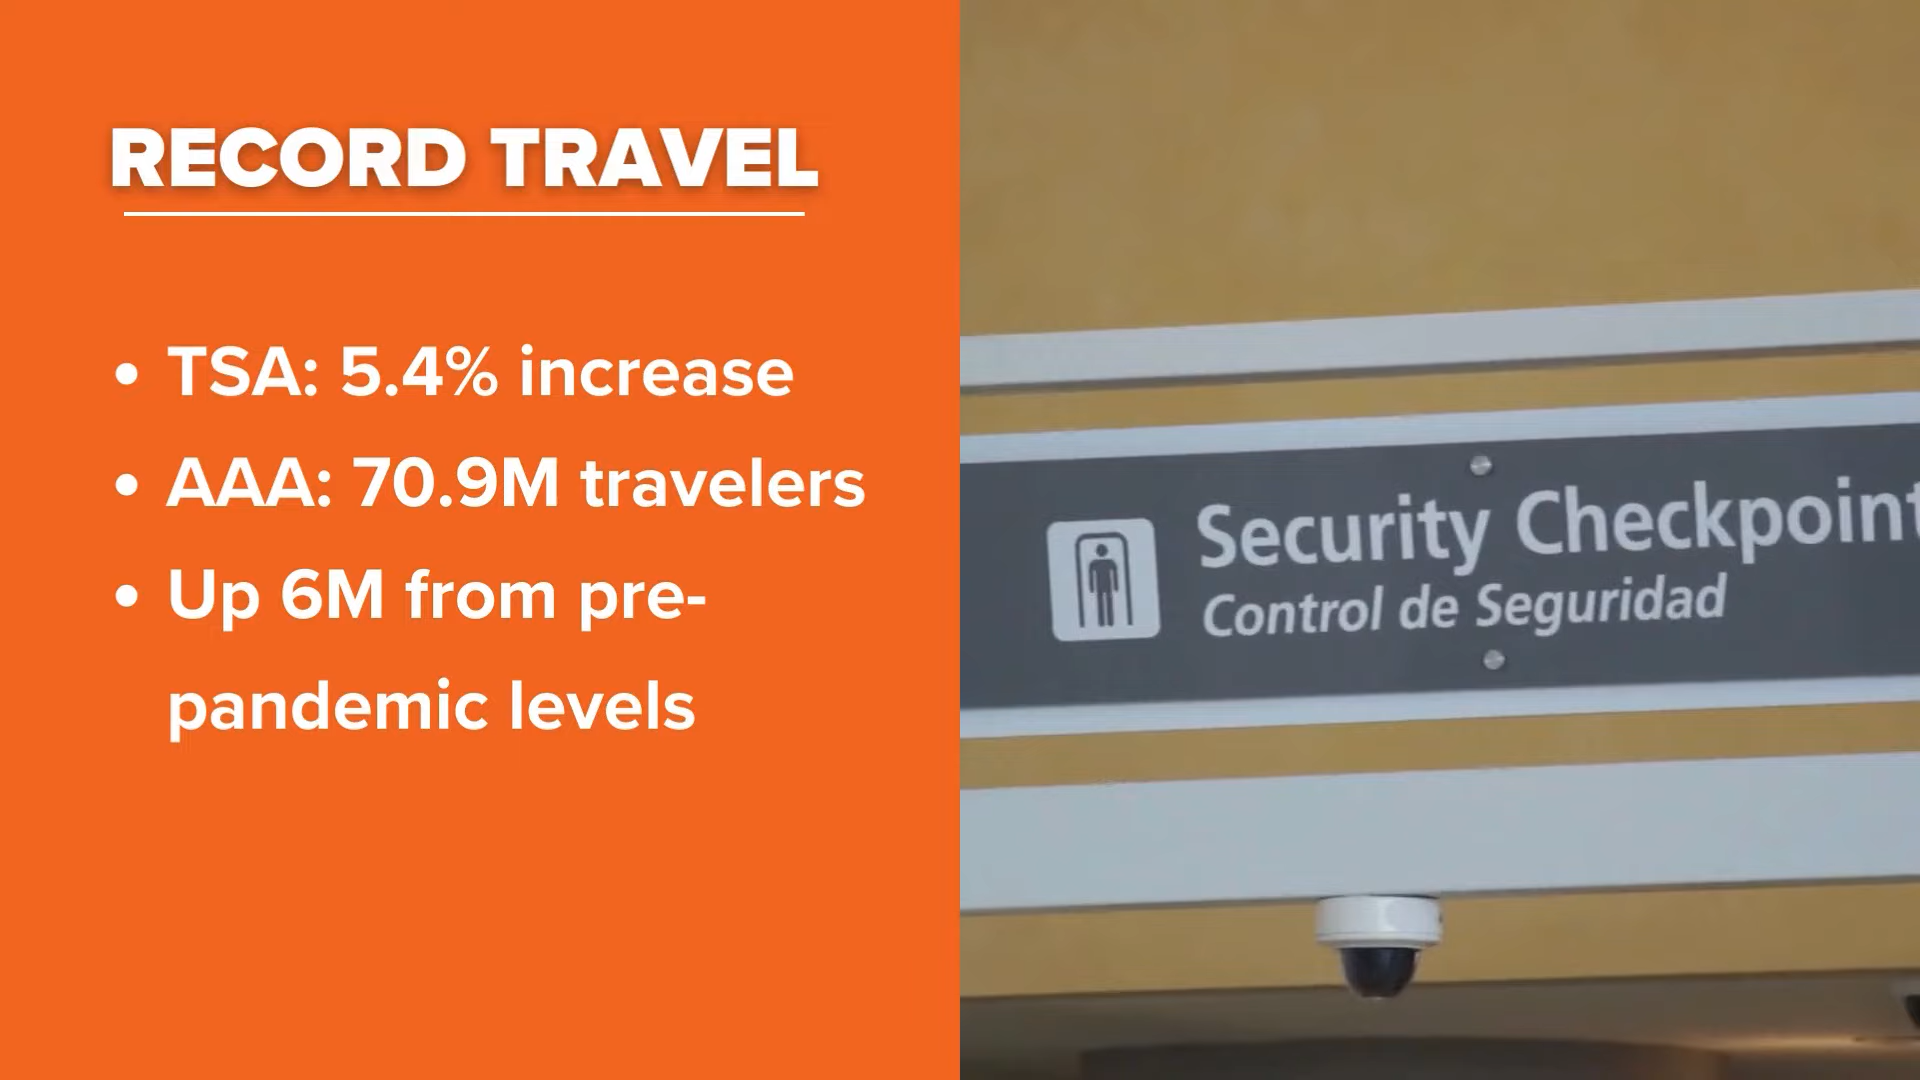 RECORD TRAVEL
• TSA: 5.4% increase
• AAA: 70.9M travelers
• Up 6M from pre-
pandemic levels
Security Checkpoint
Control de Seguridad